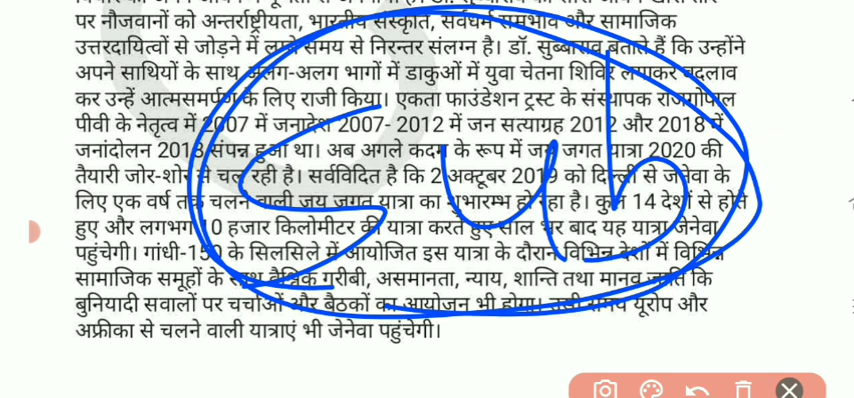 पर नौजवानों को अन्तर्राष्ट्रीयता, भारतीय संस्कृति, सर्वधर्म समभाव और सामाजिक
उत्तरदायित्वों से जोड़ने में लम्बे समय से निरन्तर संलग्न है। डॉ. सुब्बाराव बताते हैं कि उन्होंने
अपने साथियों के साथ अलग-अलग भागों में डाकुओं में युवा चेतना शिविर लगाकर बदलाव
कर उन्हें आत्मसमर्पण के लिए राजी किया। एकता फाउंडेशन ट्रस्ट के संस्थापक राजगोपाल
पीवी के नेतृत्व में 2007 में जनादेश 2007- 2012 में जन सत्याग्रह 2012 और 2018 में
जनांदोलन 2018 संपन्न हुआ था। अब अगले कदम के रूप में जय जगत यात्रा 2020 की
तैयारी जोर-शोर से चल रही है। सर्वविदित है कि 2 अक्टूबर 2019 को दिल्ली से जनेवा के
लिए एक वर्ष तक चलने वाली जय जगत यात्रा का शुभारम्भ हो रहा है। कुल 14 देशों से होते
हुए और लगभग 10 हजार किलोमीटर की यात्रा करते हुए साल भर बाद यह यात्रा जेनेवा
पहुंचेगी। गांधी-150 के सिलसिले में आयोजित इस यात्रा के दौरान विभिन्न देशों में विभिन्न
सामाजिक समूहों के साथ वैश्विक गरीबी, असमानता, न्याय, शान्ति तथा मानव जाति कि
बुनियादी सवालों पर चर्चाओं और बैठकों का आयोजन भी होगा। उसी समय यूरोप और
अफ्रीका से चलने वाली यात्राएं भी जेनेवा पहुंचेगी।
Sub